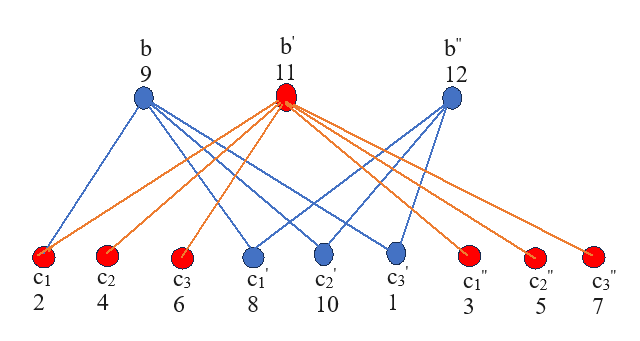 b b' b"
9 11 12
c₁ c₂ c₃ c₁' c₂' c₃' c₁" c₂" c₃"
2 4 6 8 10 1 3 5 7